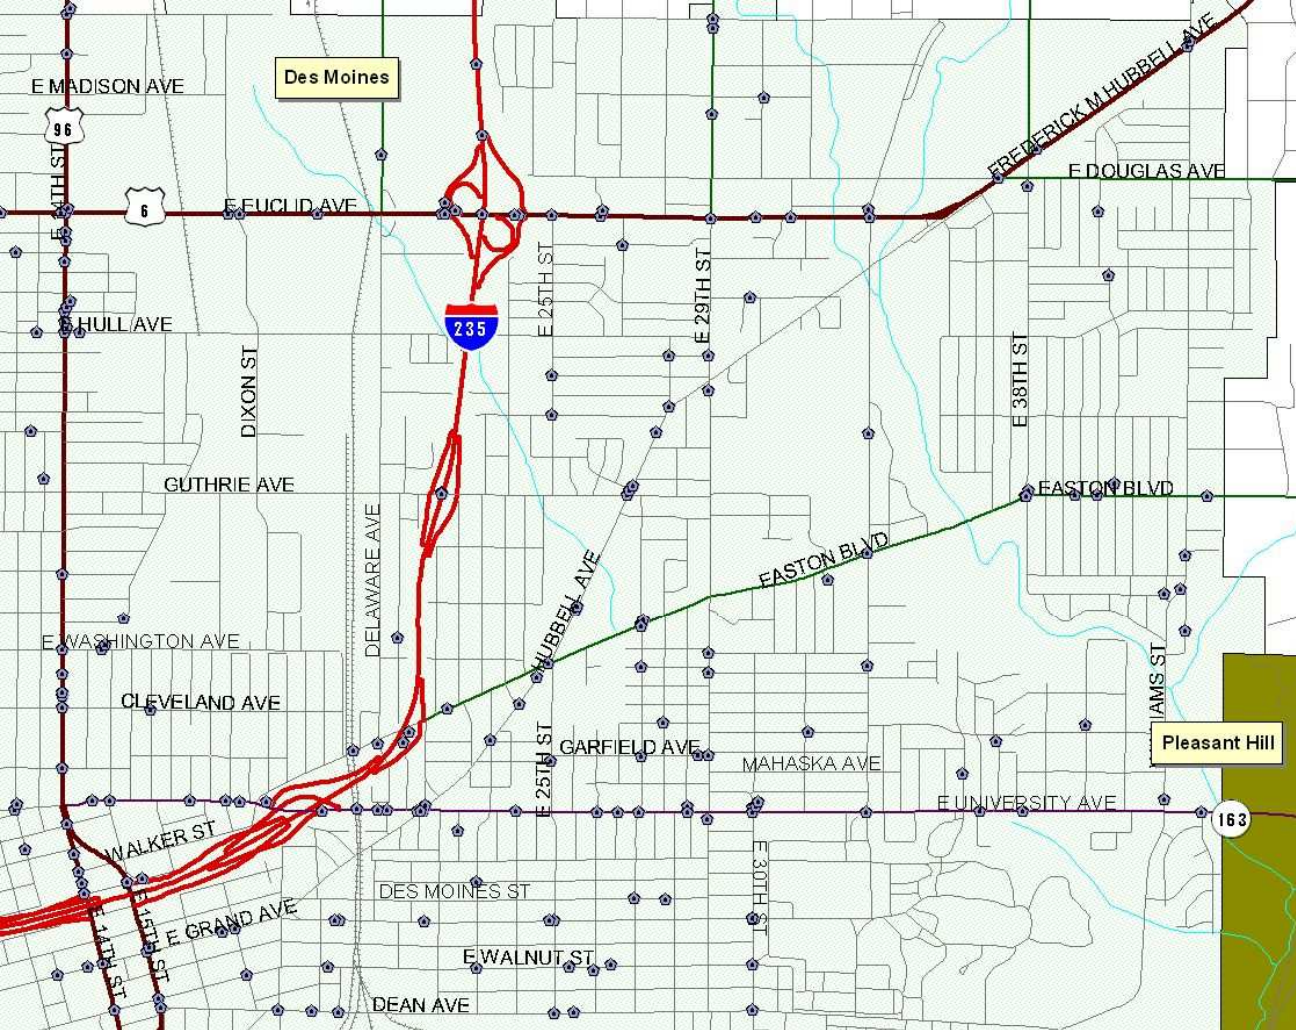 FREDERICK M HUBBELL AVE
Des Moines
E MADISON AVE
96
E 14TH ST
E DOUGLAS AVE
6
E EUCLID AVE
E 25TH ST
E 29TH ST
E HULL AVE
235
DIXON ST
E 38TH ST
GUTHRIE AVE
EASTON BLVD
DELAWARE AVE
EASTON BLVD
HUBBELL AVE
E WASHINGTON AVE
IAMS ST
CLEVELAND AVE
E 25TH ST
GARFIELD AVE
MAHASKA AVE
Pleasant Hill
E UNIVERSITY AVE
163
WALKER ST
E 30TH ST
DES MOINES ST
E GRAND AVE
E 14TH ST
E 15TH ST
E WALNUT ST
DEAN AVE